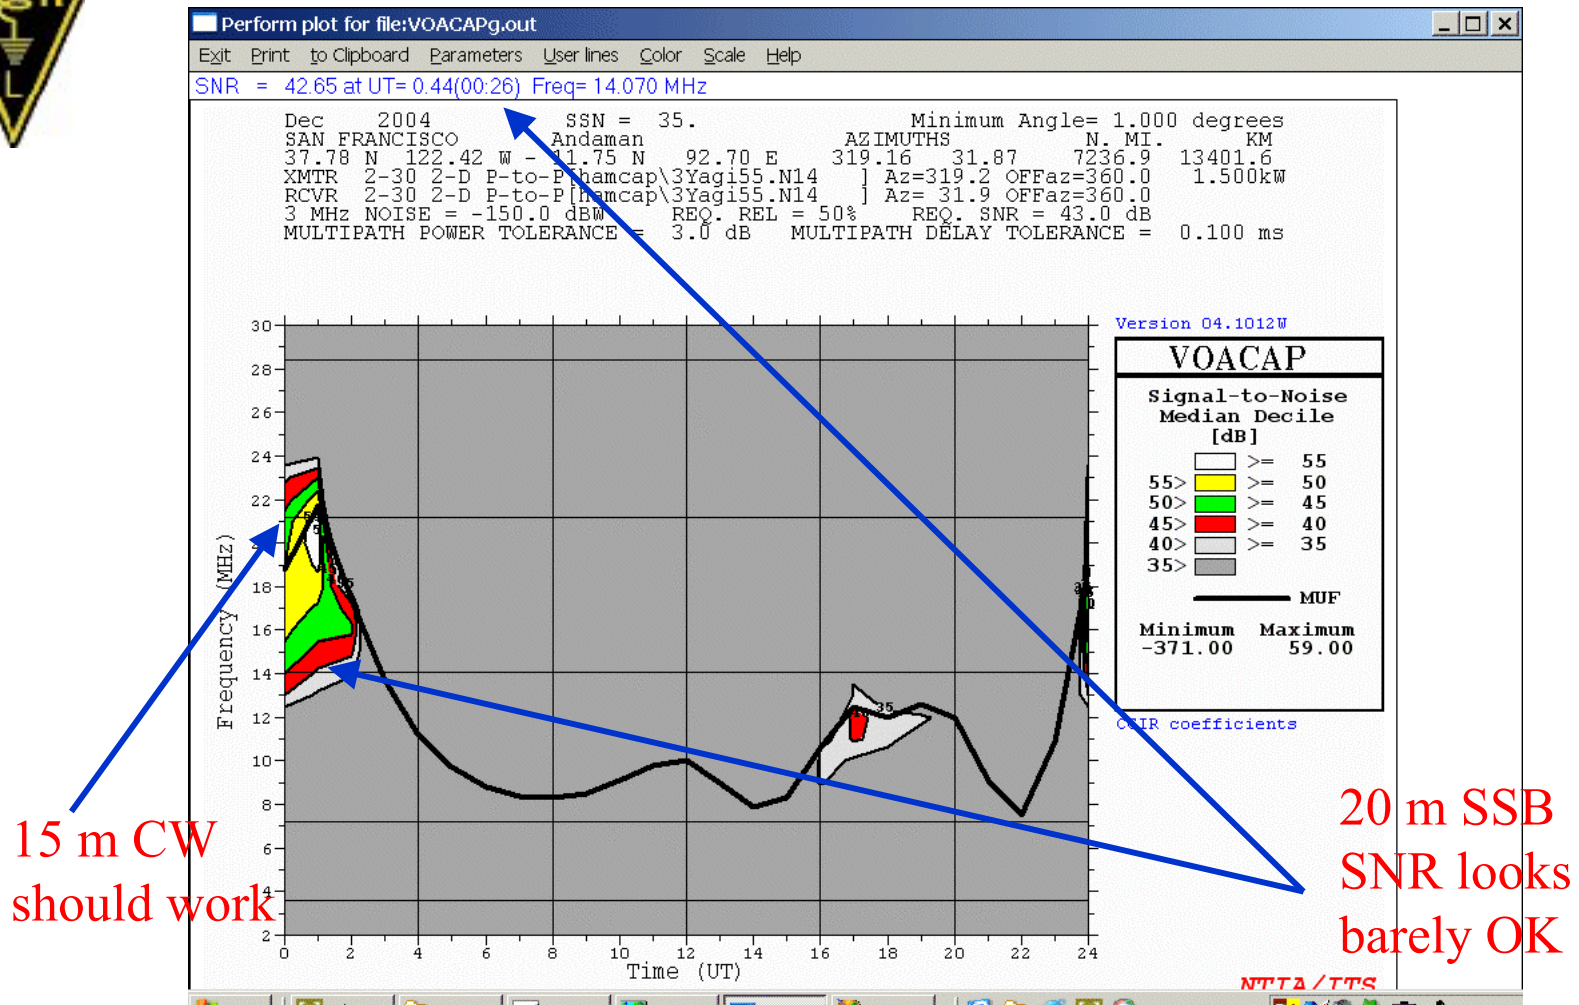 Perform plot for file:VOACAPg.out
Exit Print to Clipboard Parameters User lines Color Scale Help
SNR = 42.65 at UT= 0.44(00:26) Freq= 14.070 MHz
Dec 2004 SSN = 35. Minimum Angle= 1.000 degrees
SAN FRANCISCO Andaman AZIMUTHS N. MI. KM
37.78 N 122.42 W - 11.75 N 92.70 E 319.16 31.87 7236.9 13401.6
XMTR 2-30 2-D P-to-P[hamcap\3Yagi55.N14 ] Az=319.2 OFFaz=360.0 1.500kW
RCVR 2-30 2-D P-to-P[hamcap\3Yagi55.N14 ] Az= 31.9 OFFaz=360.0
3 MHz NOISE = -150.0 dBW REQ. REL = 50% REQ. SNR = 43.0 dB
MULTIPATH POWER TOLERANCE = 3.0 dB MULTIPATH DELAY TOLERANCE = 0.100 ms
30
28
26
24
22
18
16
14
12
10
8
6
4
2
Frequency (MHz)
0 2 4 6 8 10 12 14 16 18 20 22 24
Time (UT)
35
Version 04.1012W
VOACAP
Signal-to-Noise
Median Decile
[dB]
>= 55
55> >= 50
50> >= 45
45> >= 40
40> >= 35
35>
MUF
Minimum Maximum
-371.00 59.00
CCIR coefficients
NTIA/ITS
15 m CW
should work
20 m SSB
SNR looks
barely OK